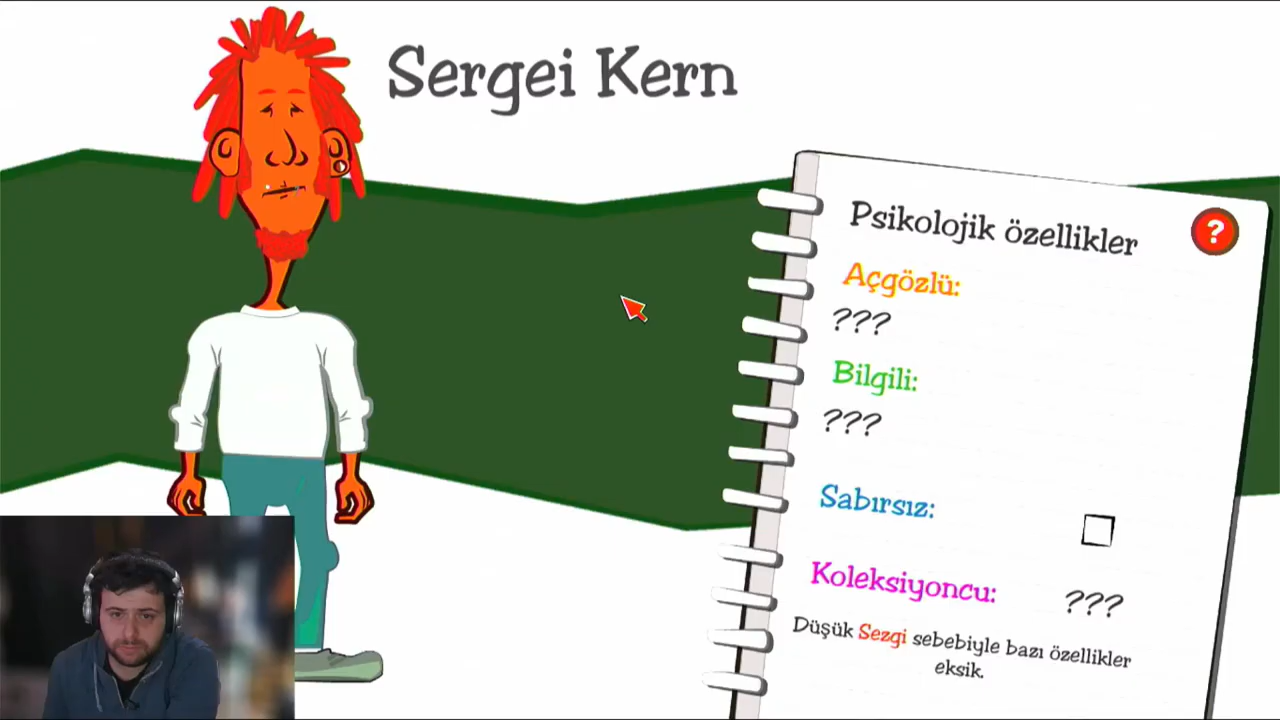 Sergei Kern
Psikolojik özellikler
?
Açgözlü:
???
Bilgili:
???
Sabırsız:
Koleksiyoncu: ???
Düşük Sezgi sebebiyle bazı özellikler
eksik.